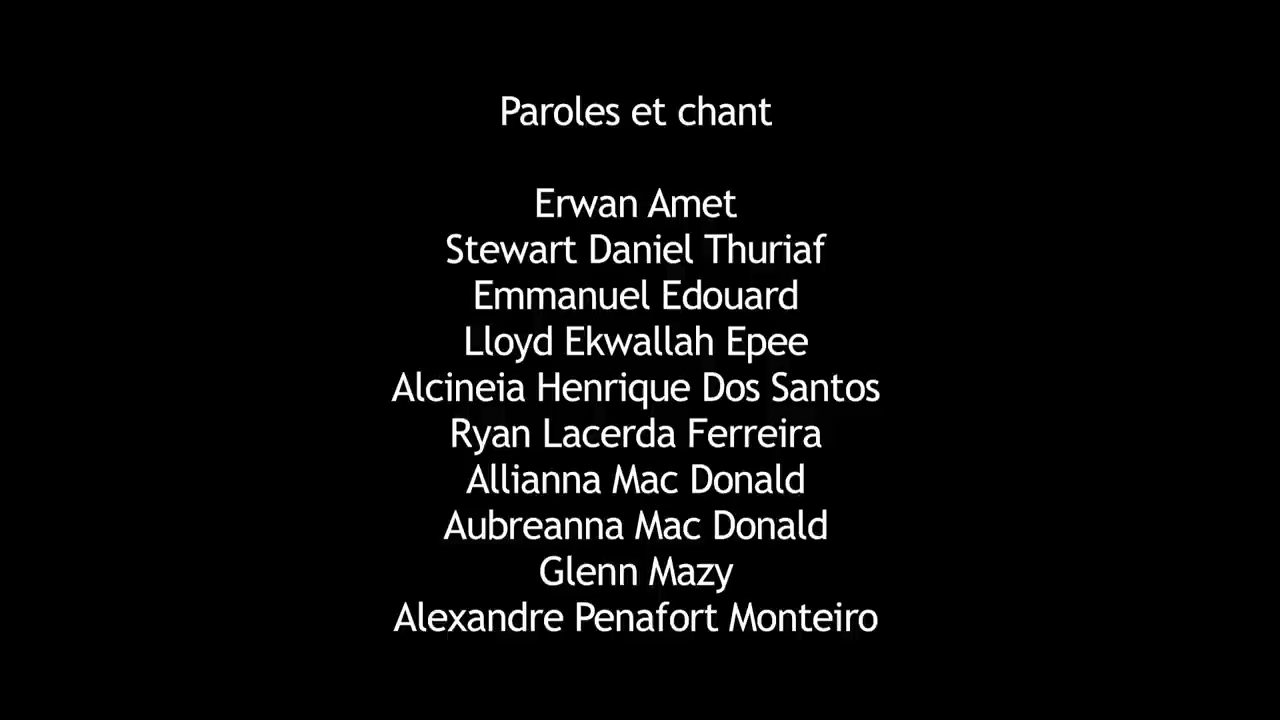 Paroles et chant
Erwan Amet
Stewart Daniel Thuriaf
Emmanuel Edouard
Lloyd Ekwallah Epee
Alcineia Henrique Dos Santos
Ryan Lacerda Ferreira
Allianna Mac Donald
Aubreanna Mac Donald
Glenn Mazy
Alexandre Penafort Monteiro